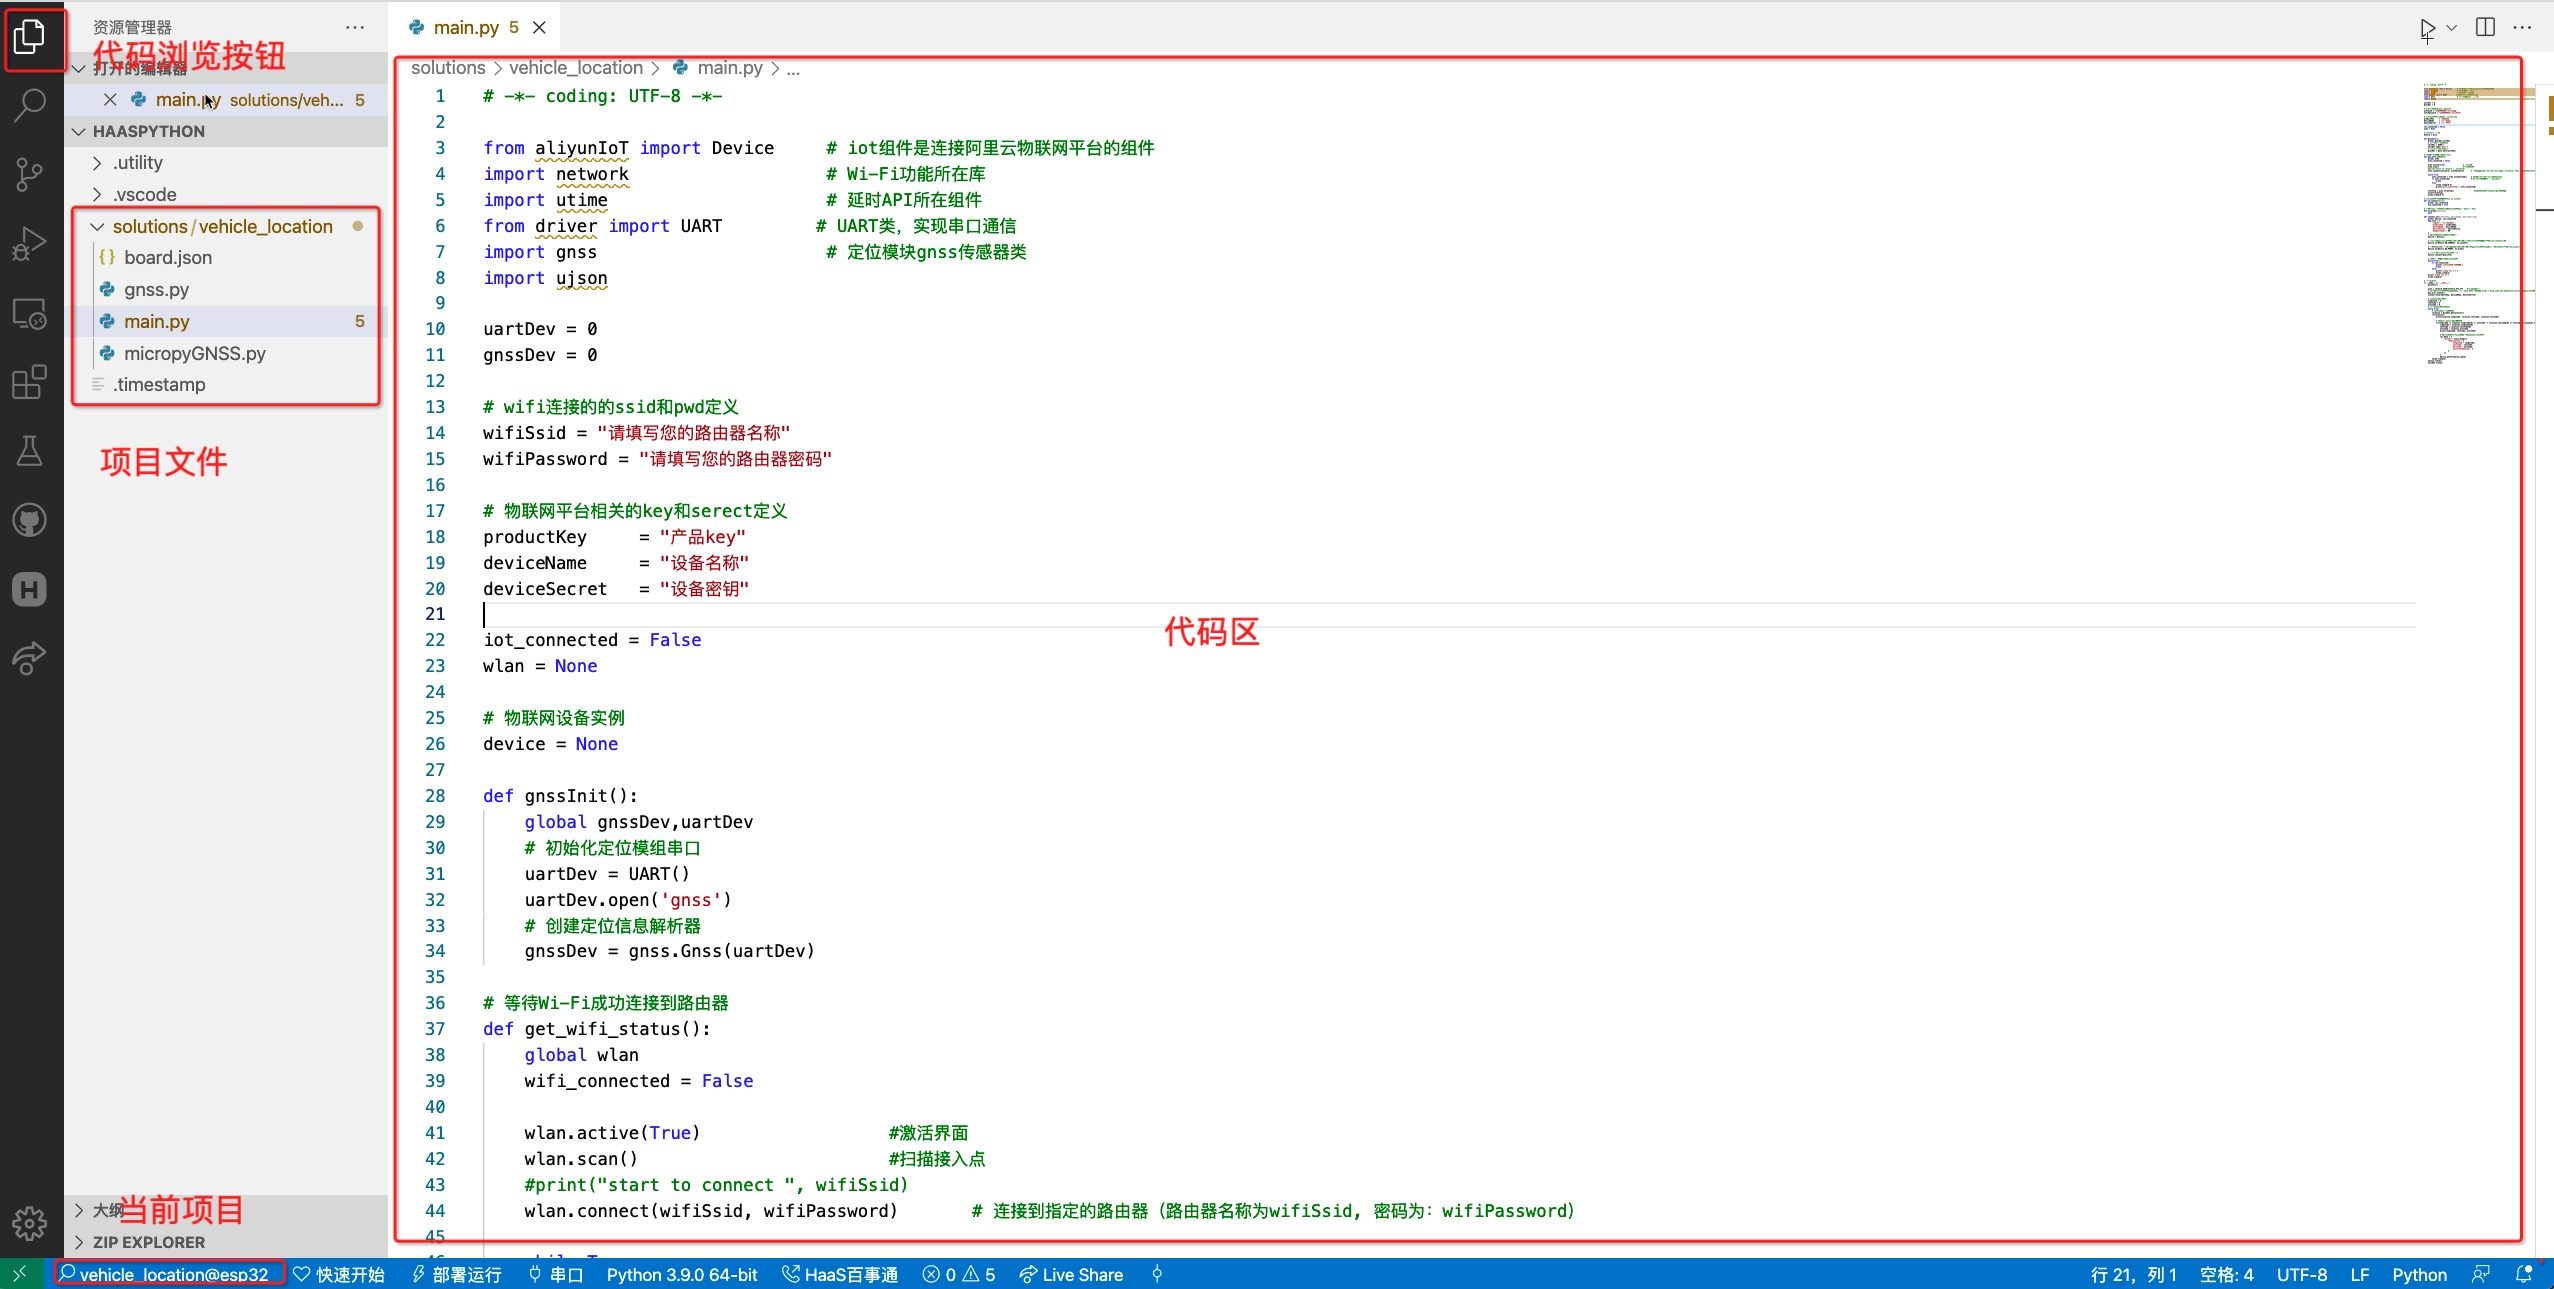 资源管理器
代码浏览按钮
打开的编辑器
main.py solutions/veh... 5
HAASPYTHON
.utility
.vscode
solutions/vehicle_location
board.json
gnss.py
main.py 5
micropyGNSS.py
.timestamp
项目文件
大纲
当前项目
ZIP EXPLORER
main.py 5
solutions > vehicle_location > main.py > ...
1 # -*- coding: UTF-8 -*-
2
3 from aliyunIoT import Device # iot组件是连接阿里云物联网平台的组件
4 import network # Wi-Fi功能所在库
5 import utime # 延时API所在组件
6 from driver import UART # UART类，实现串口通信
7 import gnss # 定位模块gnss传感器类
8 import ujson
9
10 uartDev = 0
11 gnssDev = 0
12
13 # wifi连接的的ssid和pwd定义
14 wifiSsid = "请填写您的路由器名称"
15 wifiPassword = "请填写您的路由器密码"
16
17 # 物联网平台相关的key和serect定义
18 productKey = "产品key"
19 deviceName = "设备名称"
20 deviceSecret = "设备密钥"
21
代码区
22 iot_connected = False
23 wlan = None
24
25 # 物联网设备实例
26 device = None
27
28 def gnssInit():
29 global gnssDev,uartDev
30 # 初始化定位模组串口
31 uartDev = UART()
32 uartDev.open('gnss')
33 # 创建定位信息解析器
34 gnssDev = gnss.Gnss(uartDev)
35
36 # 等待Wi-Fi成功连接到路由器
37 def get_wifi_status():
38 global wlan
39 wifi_connected = False
40
41 wlan.active(True) #激活界面
42 wlan.scan() #扫描接入点
43 #print("start to connect ", wifiSsid)
44 wlan.connect(wifiSsid, wifiPassword) # 连接到指定的路由器（路由器名称为wifiSsid, 密码为：wifiPassword）
45
vehicle_location@esp32 快速开始 部署运行 串口 Python 3.9.0 64-bit HaaS百事通 0 5 Live Share 行 21，列 1 空格: 4 UTF-8 LF Python